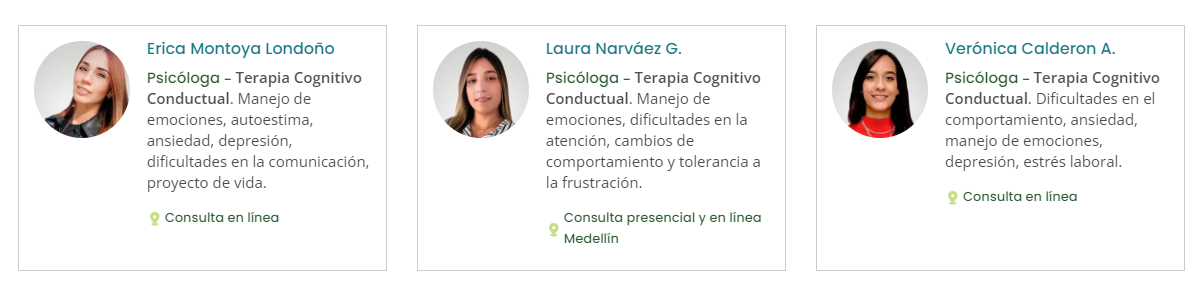 Erica Montoya Londoño
Psicóloga – Terapia Cognitivo
Conductual. Manejo de
emociones, autoestima,
ansiedad, depresión,
dificultades en la comunicación,
proyecto de vida.
Consulta en línea
Laura Narváez G.
Psicóloga – Terapia Cognitivo
Conductual. Manejo de
emociones, dificultades en la
atención, cambios de
comportamiento y tolerancia a
la frustración.
Consulta presencial y en línea
Medellín
Verónica Calderon A.
Psicóloga – Terapia Cognitivo
Conductual. Dificultades en el
comportamiento, ansiedad,
manejo de emociones,
depresión, estrés laboral.
Consulta en línea